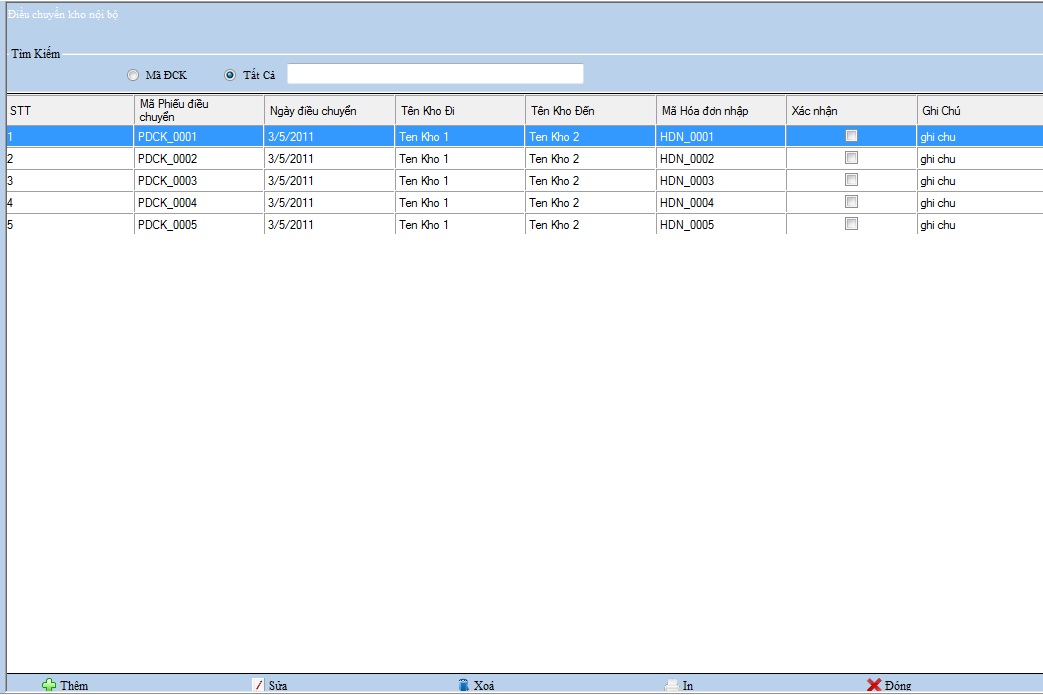 Điều chuyển kho nội bộ
Tìm Kiếm
Mã ĐCK Tất Cả
STT Mã Phiếu điều chuyển Ngày điều chuyển Tên Kho Đi Tên Kho Đến Mã Hóa đơn nhập Xác nhận Ghi Chú
1 PDCK_0001 3/5/2011 Ten Kho 1 Ten Kho 2 HDN_0001 ghi chu
2 PDCK_0002 3/5/2011 Ten Kho 1 Ten Kho 2 HDN_0002 ghi chu
3 PDCK_0003 3/5/2011 Ten Kho 1 Ten Kho 2 HDN_0003 ghi chu
4 PDCK_0004 3/5/2011 Ten Kho 1 Ten Kho 2 HDN_0004 ghi chu
5 PDCK_0005 3/5/2011 Ten Kho 1 Ten Kho 2 HDN_0005 ghi chu
Thêm Sửa Xoá In Đóng